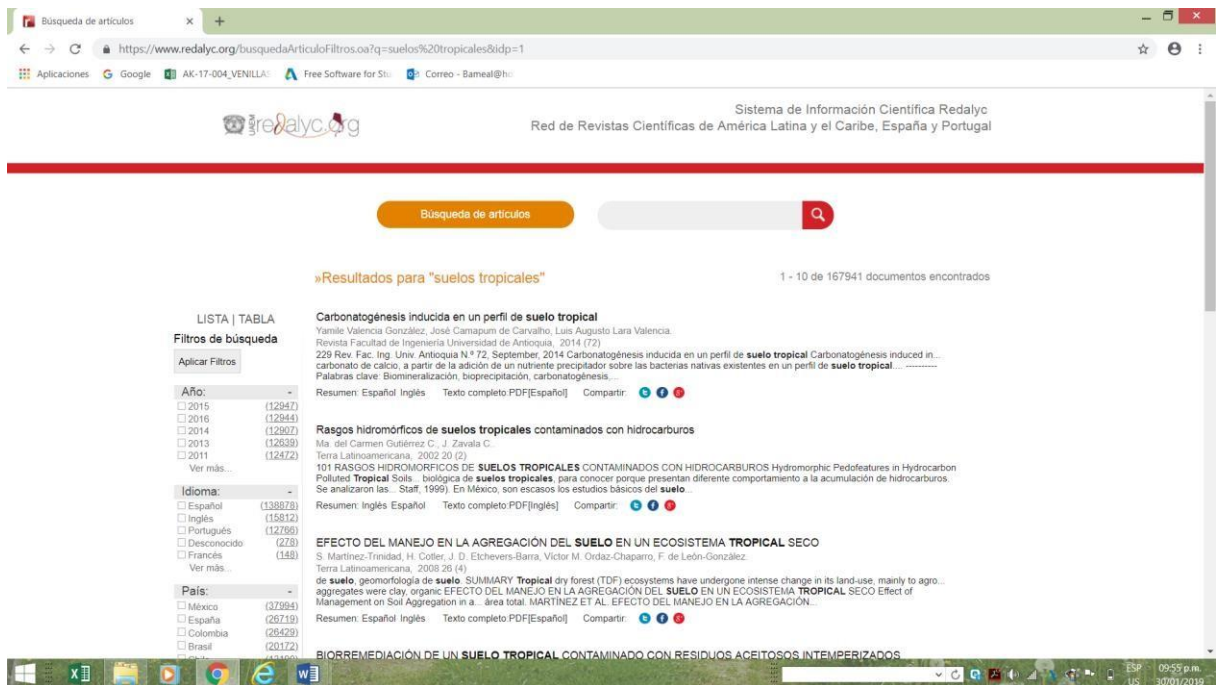 Búsqueda de artículos
https://www.redalyc.org/busquedaArticuloFiltros.oa?q=suelos%20tropicales&idp=1
Aplicaciones Google AK-17-004_VENILLAS Free Software for Stu Correo - Bameal@ho
UAEM redalyc.org
Sistema de Información Científica Redalyc
Red de Revistas Científicas de América Latina y el Caribe, España y Portugal
Búsqueda de artículos
»Resultados para "suelos tropicales"
1 - 10 de 167941 documentos encontrados
LISTA | TABLA
Filtros de búsqueda
Aplicar Filtros
Año: -
2015 (12947)
2016 (12944)
2014 (12907)
2013 (12639)
2011 (12472)
Ver más...
Idioma: -
Español (138878)
Inglés (15812)
Portugués (12766)
Desconocido (278)
Francés (148)
Ver más...
País: -
México (37994)
España (26719)
Colombia (26429)
Brasil (20172)
Carbonatogénesis inducida en un perfil de suelo tropical
Yamile Valencia González, José Camapum de Carvalho, Luis Augusto Lara Valencia.
Revista Facultad de Ingeniería Universidad de Antioquia, 2014 (72)
229 Rev. Fac. Ing. Univ. Antioquia N.º 72, September, 2014 Carbonatogénesis inducida en un perfil de suelo tropical Carbonatogénesis induced in...
carbonato de calcio, a partir de la adición de un nutriente precipitador sobre las bacterias nativas existentes en un perfil de suelo tropical.... ----------
Palabras clave: Biomineralización, bioprecipitación, carbonatogénesis,...
Resumen: Español Inglés Texto completo:PDF[Español] Compartir:
Rasgos hidromórficos de suelos tropicales contaminados con hidrocarburos
Ma. del Carmen Gutiérrez C., J. Zavala C.
Terra Latinoamericana, 2002 20 (2)
101 RASGOS HIDROMORFICOS DE SUELOS TROPICALES CONTAMINADOS CON HIDROCARBUROS Hydromorphic Pedofeatures in Hydrocarbon
Polluted Tropical Soils... biológica de suelos tropicales, para conocer porque presentan diferente comportamiento a la acumulación de hidrocarburos.
Se analizaron las... Staff, 1999). En México, son escasos los estudios básicos del suelo...
Resumen: Inglés Español Texto completo:PDF[Inglés] Compartir:
EFECTO DEL MANEJO EN LA AGREGACIÓN DEL SUELO EN UN ECOSISTEMA TROPICAL SECO
S. Martínez-Trinidad, H. Cotler, J. D. Etchevers-Barra, Víctor M. Ordaz-Chaparro, F. de León-González.
Terra Latinoamericana, 2008 26 (4)
de suelo, geomorfología de suelo. SUMMARY Tropical dry forest (TDF) ecosystems have undergone intense change in its land-use, mainly to agro...
aggregates were clay, organic EFECTO DEL MANEJO EN LA AGREGACIÓN DEL SUELO EN UN ECOSISTEMA TROPICAL SECO Effect of
Management on Soil Aggregation in a... área total. MARTÍNEZ ET AL. EFECTO DEL MANEJO EN LA AGREGACIÓN...
Resumen: Español Inglés Texto completo:PDF[Español] Compartir:
BIORREMEDIACIÓN DE UN SUELO TROPICAL CONTAMINADO CON RESIDUOS ACEITOSOS INTEMPERIZADOS
ESP 09:55 p.m.
US 30/01/2019